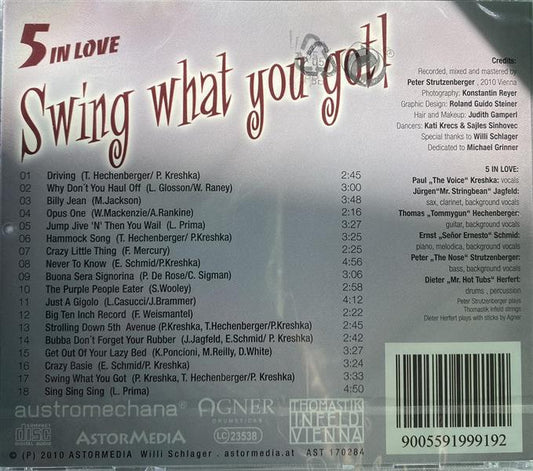 5 IN LOVE
Swing what you got!
Credits:
Recorded, mixed and mastered by
Peter Strutzenberger, 2010 Vienna
Photography: Konstantin Reyer
Graphic Design: Roland Guido Steiner
Hair and Makeup: Judith Gamperl
Dancers: Kati Krecs & Sajles Sinhovec
Special thanks to Willi Schlager
Dedicated to Michael Grinner
5 IN LOVE:
Paul „The Voice" Kreshka: vocals
Jürgen"Mr. Stringbean" Jagfeld:
sax, clarinet, background vocals
Thomas „Tommygun" Hechenberger:
guitar, background vocals
Ernst „Señor Ernesto" Schmid:
piano, melodica, background vocals
Peter „The Nose" Strutzenberger:
bass, background vocals
Dieter „Mr. Hot Tubs" Herfert:
drums, percussion
Peter Strutzenberger plays
Thomastik Infeld strings
Dieter Herfert plays with sticks by Agner
01 Driving (T. Hechenberger/ P. Kreshka) 2:45
02 Why Don't You Haul Off (L. Glosson/W. Raney) 3:00
03 Billy Jean (M.Jackson) 3:48
04 Opus One (W.Mackenzie/A.Rankine) 2:16
05 Jump Jive 'N' Then You Wail (L. Prima) 3:27
06 Hammock Song (T. Hechenberger/ P.Kreshka) 3:07
07 Crazy Little Thing (F. Mercury) 2:25
08 Never To Know (E. Schmid/P.Kreshka) 4:56
09 Buona Sera Signorina (P. De Rose/C. Sigman) 3:58
10 The Purple People Eater (S.Wooley) 2:58
11 Just A Gigolo (L.Casucci/J.Brammer) 4:12
12 Big Ten Inch Record (F. Weismantel) 2:22
13 Strolling Down 5th Avenue (P.Kreshka, T.Hechenberger/P.Kreshka) 2:45
14 Bubba Don't Forget Your Rubber (J.Jagfeld, E.Schmid/P. Kreshka) 2:45
15 Get Out Of Your Lazy Bed (K.Poncioni, M.Reilly, D.White) 3:27
16 Crazy Basie (E. Schmid/P.Kreshka) 3:24
17 Swing What You Got (P. Kreshka, T. Hechenberger/P. Kreshka) 3:33
18 Sing Sing Sing (L. Prima) 4:50
austromechana®
AGNER
DRUMSTICKS
THOMASTIK
INFELD
VIENNA
COMPACT
disc
DIGITAL AUDIO
ASTORMEDIA
LC 23538
9005591999192
© (P) 2010 ASTORMEDIA Willi Schlager . astormedia.at AST 170284